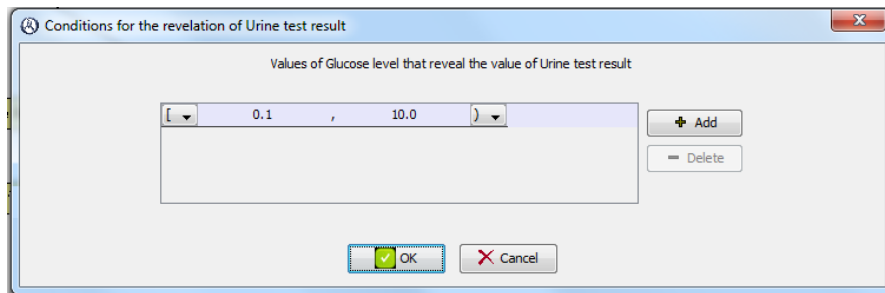 Conditions for the revelation of Urine test result
Values of Glucose level that reveal the value of Urine test result
[ 0.1 , 10.0 )
Add
Delete
OK
Cancel